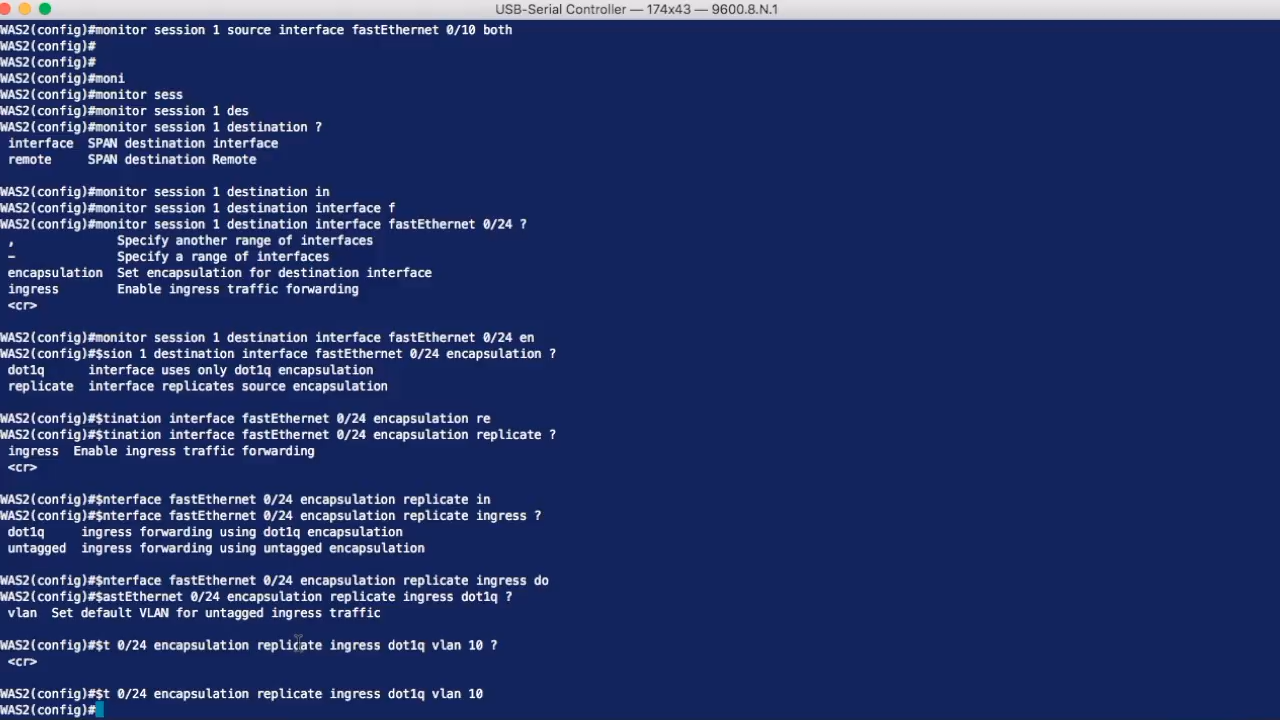 USB-Serial Controller — 174x43 — 9600.8.N.1
WAS2(config)#monitor session 1 source interface fastEthernet 0/10 both
WAS2(config)#
WAS2(config)#
WAS2(config)#moni
WAS2(config)#monitor sess
WAS2(config)#monitor session 1 des
WAS2(config)#monitor session 1 destination ?
interface  SPAN destination interface
remote     SPAN destination Remote
WAS2(config)#monitor session 1 destination in
WAS2(config)#monitor session 1 destination interface f
WAS2(config)#monitor session 1 destination interface fastEthernet 0/24 ?
,              Specify another range of interfaces
-              Specify a range of interfaces
encapsulation  Set encapsulation for destination interface
ingress        Enable ingress traffic forwarding
<cr>
WAS2(config)#monitor session 1 destination interface fastEthernet 0/24 en
WAS2(config)#$sion 1 destination interface fastEthernet 0/24 encapsulation ?
dot1q      interface uses only dot1q encapsulation
replicate  interface replicates source encapsulation
WAS2(config)#$tination interface fastEthernet 0/24 encapsulation re
WAS2(config)#$tination interface fastEthernet 0/24 encapsulation replicate ?
ingress  Enable ingress traffic forwarding
<cr>
WAS2(config)#$nterface fastEthernet 0/24 encapsulation replicate in
WAS2(config)#$nterface fastEthernet 0/24 encapsulation replicate ingress ?
dot1q     ingress forwarding using dot1q encapsulation
untagged  ingress forwarding using untagged encapsulation
WAS2(config)#$nterface fastEthernet 0/24 encapsulation replicate ingress do
WAS2(config)#$astEthernet 0/24 encapsulation replicate ingress dot1q ?
vlan  Set default VLAN for untagged ingress traffic
WAS2(config)#$t 0/24 encapsulation replicate ingress dot1q vlan 10 ?
<cr>
WAS2(config)#$t 0/24 encapsulation replicate ingress dot1q vlan 10
WAS2(config)#